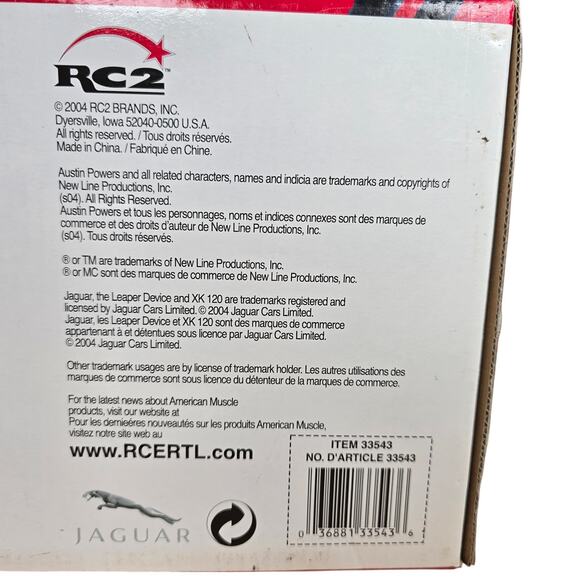 RC2™
© 2004 RC2 BRANDS, INC.
Dyersville, Iowa 52040-0500 U.S.A.
All rights reserved. / Tous droits réservés.
Made in China. / Fabriqué en Chine.
Austin Powers and all related characters, names and indicia are trademarks and copyrights of
New Line Productions, Inc.
(s04). All Rights Reserved.
Austin Powers et tous les personnages, noms et indices connexes sont des marques de
commerce et des droits d'auteur de New Line Productions, Inc.
(s04). Tous droits réservés.
® or TM are trademarks of New Line Productions, Inc.
® or MC sont des marques de commerce de New Line Productions, Inc.
Jaguar, the Leaper Device and XK 120 are trademarks registered and
licensed by Jaguar Cars Limited. © 2004 Jaguar Cars Limited.
Jaguar, les Leaper Device et XK 120 sont des marques de commerce
appartenant à et détentues sous licence par Jaguar Cars Limited.
© 2004 Jaguar Cars Limited.
Other trademark usages are by license of trademark holder. Les autres utilisations des
marques de commerce sont sous licence du détenteur de la marques de commerce.
For the latest news about American Muscle
products, visit our website at
Pour les derniééres nouveautés sur les produits American Muscle,
visitez notre site web au
www.RCERTL.com
ITEM 33543
NO. D'ARTICLE 33543
0 36881 33543 6
JAGUAR